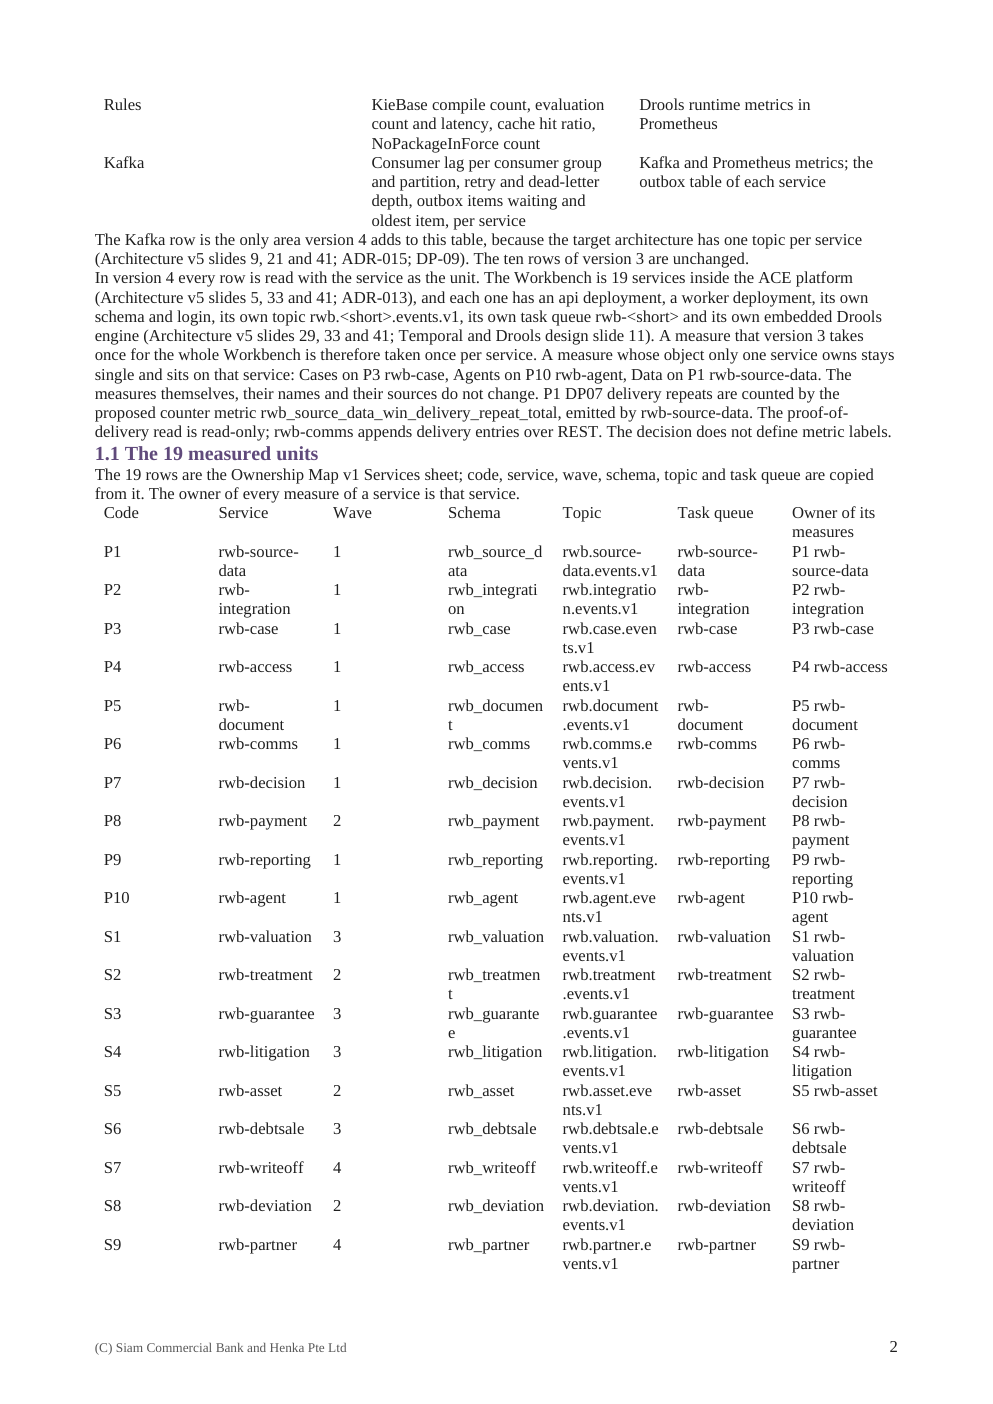 Rules KieBase compile count, evaluation Drools runtime metrics in
count and latency, cache hit ratio, Prometheus
NoPackageInForce count
Kafka Consumer lag per consumer group Kafka and Prometheus metrics; the
and partition, retry and dead-letter outbox table of each service
depth, outbox items waiting and
oldest item, per service
The Kafka row is the only area version 4 adds to this table, because the target architecture has one topic per service
(Architecture v5 slides 9, 21 and 41; ADR-015; DP-09). The ten rows of version 3 are unchanged.
In version 4 every row is read with the service as the unit. The Workbench is 19 services inside the ACE platform
(Architecture v5 slides 5, 33 and 41; ADR-013), and each one has an api deployment, a worker deployment, its own
schema and login, its own topic rwb.<short>.events.v1, its own task queue rwb-<short> and its own embedded Drools
engine (Architecture v5 slides 29, 33 and 41; Temporal and Drools design slide 11). A measure that version 3 takes
once for the whole Workbench is therefore taken once per service. A measure whose object only one service owns stays
single and sits on that service: Cases on P3 rwb-case, Agents on P10 rwb-agent, Data on P1 rwb-source-data. The
measures themselves, their names and their sources do not change. P1 DP07 delivery repeats are counted by the
proposed counter metric rwb_source_data_win_delivery_repeat_total, emitted by rwb-source-data. The proof-of-
delivery read is read-only; rwb-comms appends delivery entries over REST. The decision does not define metric labels.
1.1 The 19 measured units
The 19 rows are the Ownership Map v1 Services sheet; code, service, wave, schema, topic and task queue are copied
from it. The owner of every measure of a service is that service.
Code Service Wave Schema Topic Task queue Owner of its
measures
P1 rwb-source- 1 rwb_source_d rwb.source- rwb-source- P1 rwb-
data ata data.events.v1 data source-data
P2 rwb- 1 rwb_integrati rwb.integratio rwb- P2 rwb-
integration on n.events.v1 integration integration
P3 rwb-case 1 rwb_case rwb.case.even rwb-case P3 rwb-case
ts.v1
P4 rwb-access 1 rwb_access rwb.access.ev rwb-access P4 rwb-access
ents.v1
P5 rwb- 1 rwb_documen rwb.document rwb- P5 rwb-
document t .events.v1 document document
P6 rwb-comms 1 rwb_comms rwb.comms.e rwb-comms P6 rwb-
vents.v1 comms
P7 rwb-decision 1 rwb_decision rwb.decision. rwb-decision P7 rwb-
events.v1 decision
P8 rwb-payment 2 rwb_payment rwb.payment. rwb-payment P8 rwb-
events.v1 payment
P9 rwb-reporting 1 rwb_reporting rwb.reporting. rwb-reporting P9 rwb-
events.v1 reporting
P10 rwb-agent 1 rwb_agent rwb.agent.eve rwb-agent P10 rwb-
nts.v1 agent
S1 rwb-valuation 3 rwb_valuation rwb.valuation. rwb-valuation S1 rwb-
events.v1 valuation
S2 rwb-treatment 2 rwb_treatmen rwb.treatment rwb-treatment S2 rwb-
t .events.v1 treatment
S3 rwb-guarantee 3 rwb_guarante rwb.guarantee rwb-guarantee S3 rwb-
e .events.v1 guarantee
S4 rwb-litigation 3 rwb_litigation rwb.litigation. rwb-litigation S4 rwb-
events.v1 litigation
S5 rwb-asset 2 rwb_asset rwb.asset.eve rwb-asset S5 rwb-asset
nts.v1
S6 rwb-debtsale 3 rwb_debtsale rwb.debtsale.e rwb-debtsale S6 rwb-
vents.v1 debtsale
S7 rwb-writeoff 4 rwb_writeoff rwb.writeoff.e rwb-writeoff S7 rwb-
vents.v1 writeoff
S8 rwb-deviation 2 rwb_deviation rwb.deviation. rwb-deviation S8 rwb-
events.v1 deviation
S9 rwb-partner 4 rwb_partner rwb.partner.e rwb-partner S9 rwb-
vents.v1 partner
(C) Siam Commercial Bank and Henka Pte Ltd 2